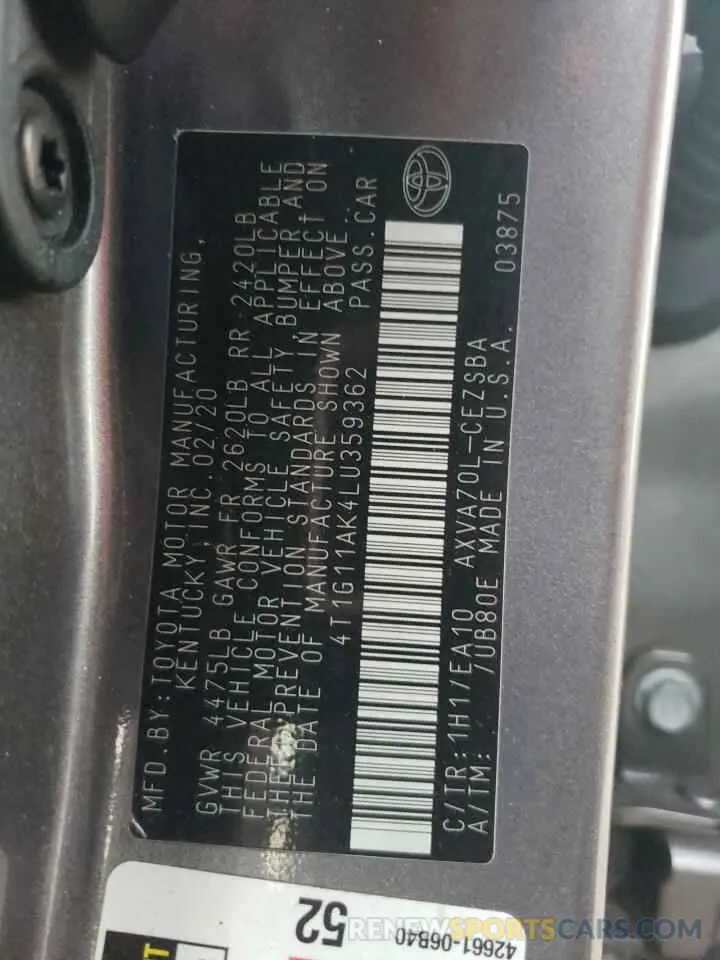 MFD.BY:TOYOTA MOTOR MANUFACTURING,
KENTUCKY,INC.02/20
GVWR 4475LB GAWR FR 2620LB RR 2420LB
THIS VEHICLE CONFORMS TO ALL APPLICABLE
FEDERAL MOTOR VEHICLE SAFETY BUMPER,AND
THEFT PREVENTION STANDARDS IN EFFECT ON
THE DATE OF MANUFACTURE SHOWN ABOVE.
4T1G11AK4LU359362 PASS.CAR
C/TR:1H1/EA10 AXVA70L-CEZSBA
A/TM: /UB80E MADE IN U.S.A. 03875
52
42661-06B40
T
RENEWSPORTSCARS.COM